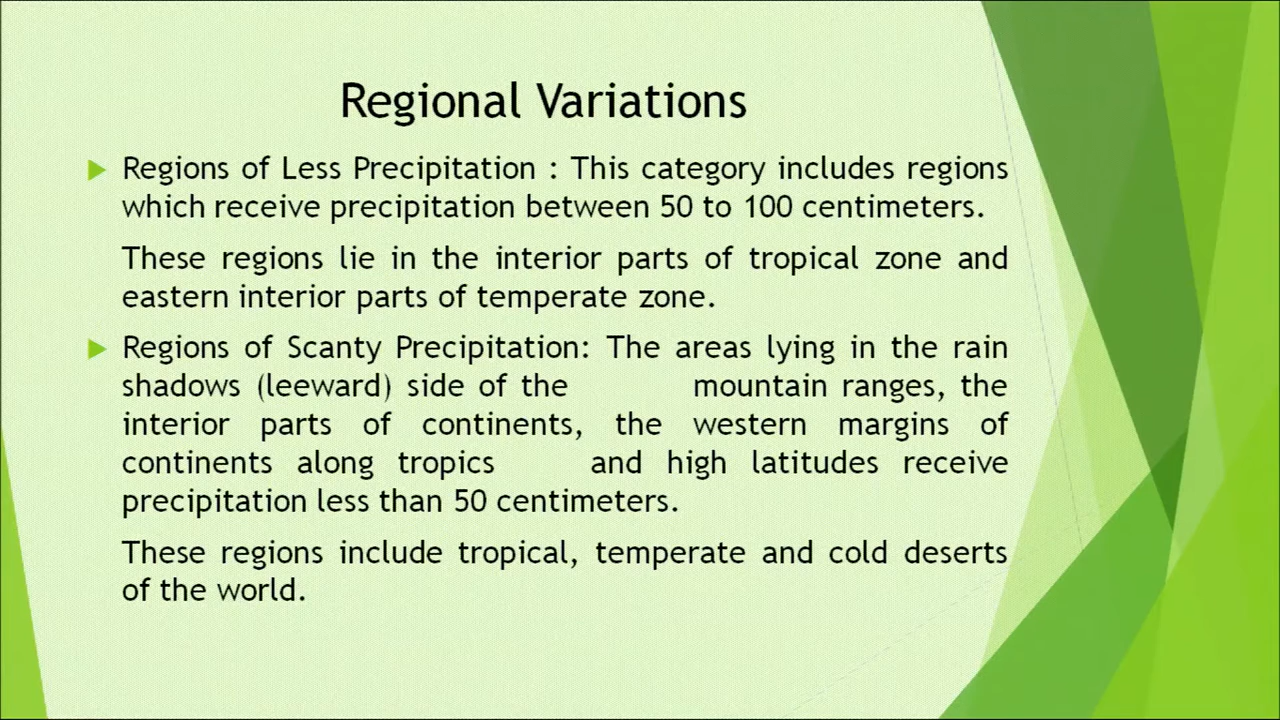 Regional Variations
Regions of Less Precipitation : This category includes regions
which receive precipitation between 50 to 100 centimeters.
These regions lie in the interior parts of tropical zone and
eastern interior parts of temperate zone.
Regions of Scanty Precipitation: The areas lying in the rain
shadows (leeward) side of the mountain ranges, the
interior parts of continents, the western margins of
continents along tropics and high latitudes receive
precipitation less than 50 centimeters.
These regions include tropical, temperate and cold deserts
of the world.